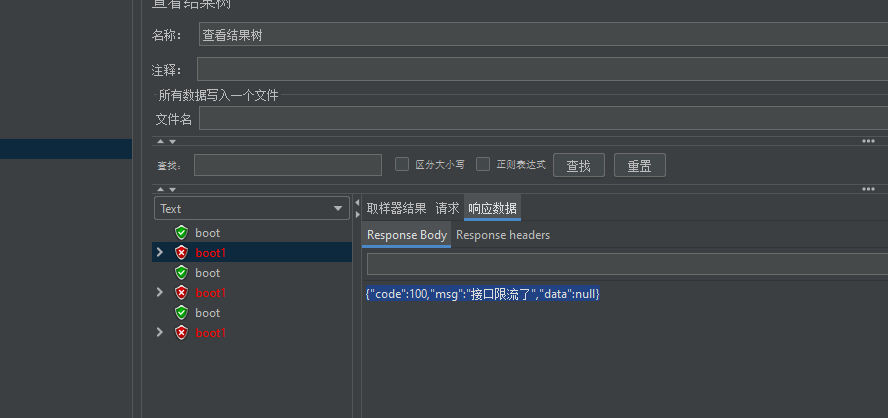 查看结果树
名称： 查看结果树
注释：
所有数据写入一个文件
文件名
查找： 区分大小写 正则表达式 查找 重置
Text
取样器结果 请求 响应数据
boot
Response Body Response headers
boot1
boot
boot1
{"code":100,"msg":"接口限流了","data":null}
boot
boot1